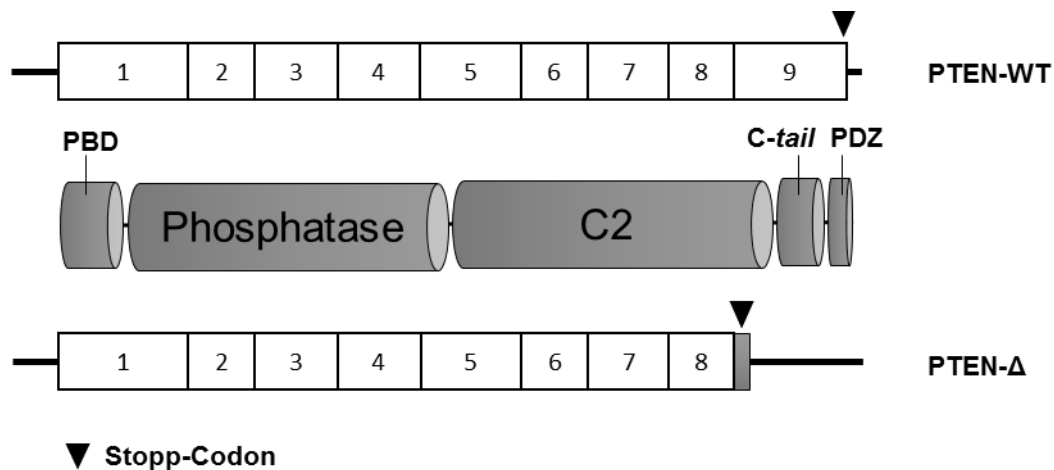 1 2 3 4 5 6 7 8 9 PTEN-WT
PBD C-tail PDZ
Phosphatase C2
1 2 3 4 5 6 7 8 PTEN-Δ
Stopp-Codon